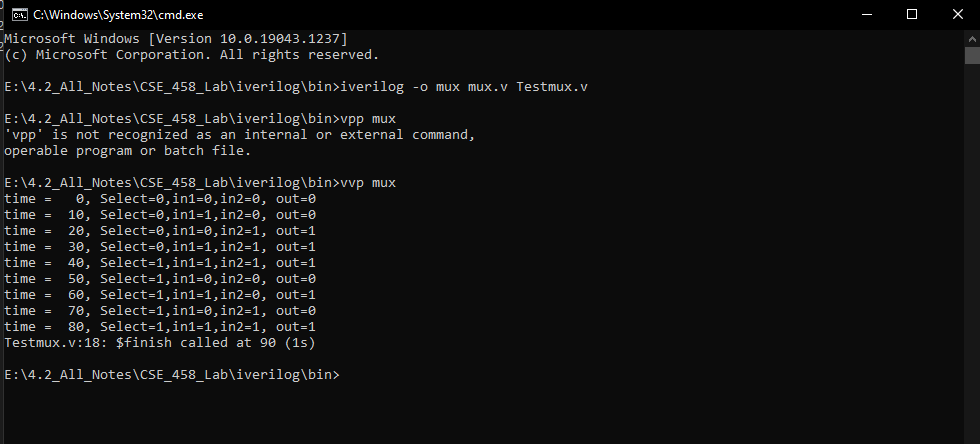 C:\Windows\System32\cmd.exe
Microsoft Windows [Version 10.0.19043.1237]
(c) Microsoft Corporation. All rights reserved.
E:\4.2_All_Notes\CSE_458_Lab\iverilog\bin>iverilog -o mux mux.v Testmux.v
E:\4.2_All_Notes\CSE_458_Lab\iverilog\bin>vpp mux
'vpp' is not recognized as an internal or external command,
operable program or batch file.
E:\4.2_All_Notes\CSE_458_Lab\iverilog\bin>vvp mux
time =   0, Select=0,in1=0,in2=0, out=0
time =  10, Select=0,in1=1,in2=0, out=0
time =  20, Select=0,in1=0,in2=1, out=1
time =  30, Select=0,in1=1,in2=1, out=1
time =  40, Select=1,in1=1,in2=1, out=1
time =  50, Select=1,in1=0,in2=0, out=0
time =  60, Select=1,in1=1,in2=0, out=1
time =  70, Select=1,in1=0,in2=1, out=0
time =  80, Select=1,in1=1,in2=1, out=1
Testmux.v:18: $finish called at 90 (1s)
E:\4.2_All_Notes\CSE_458_Lab\iverilog\bin>